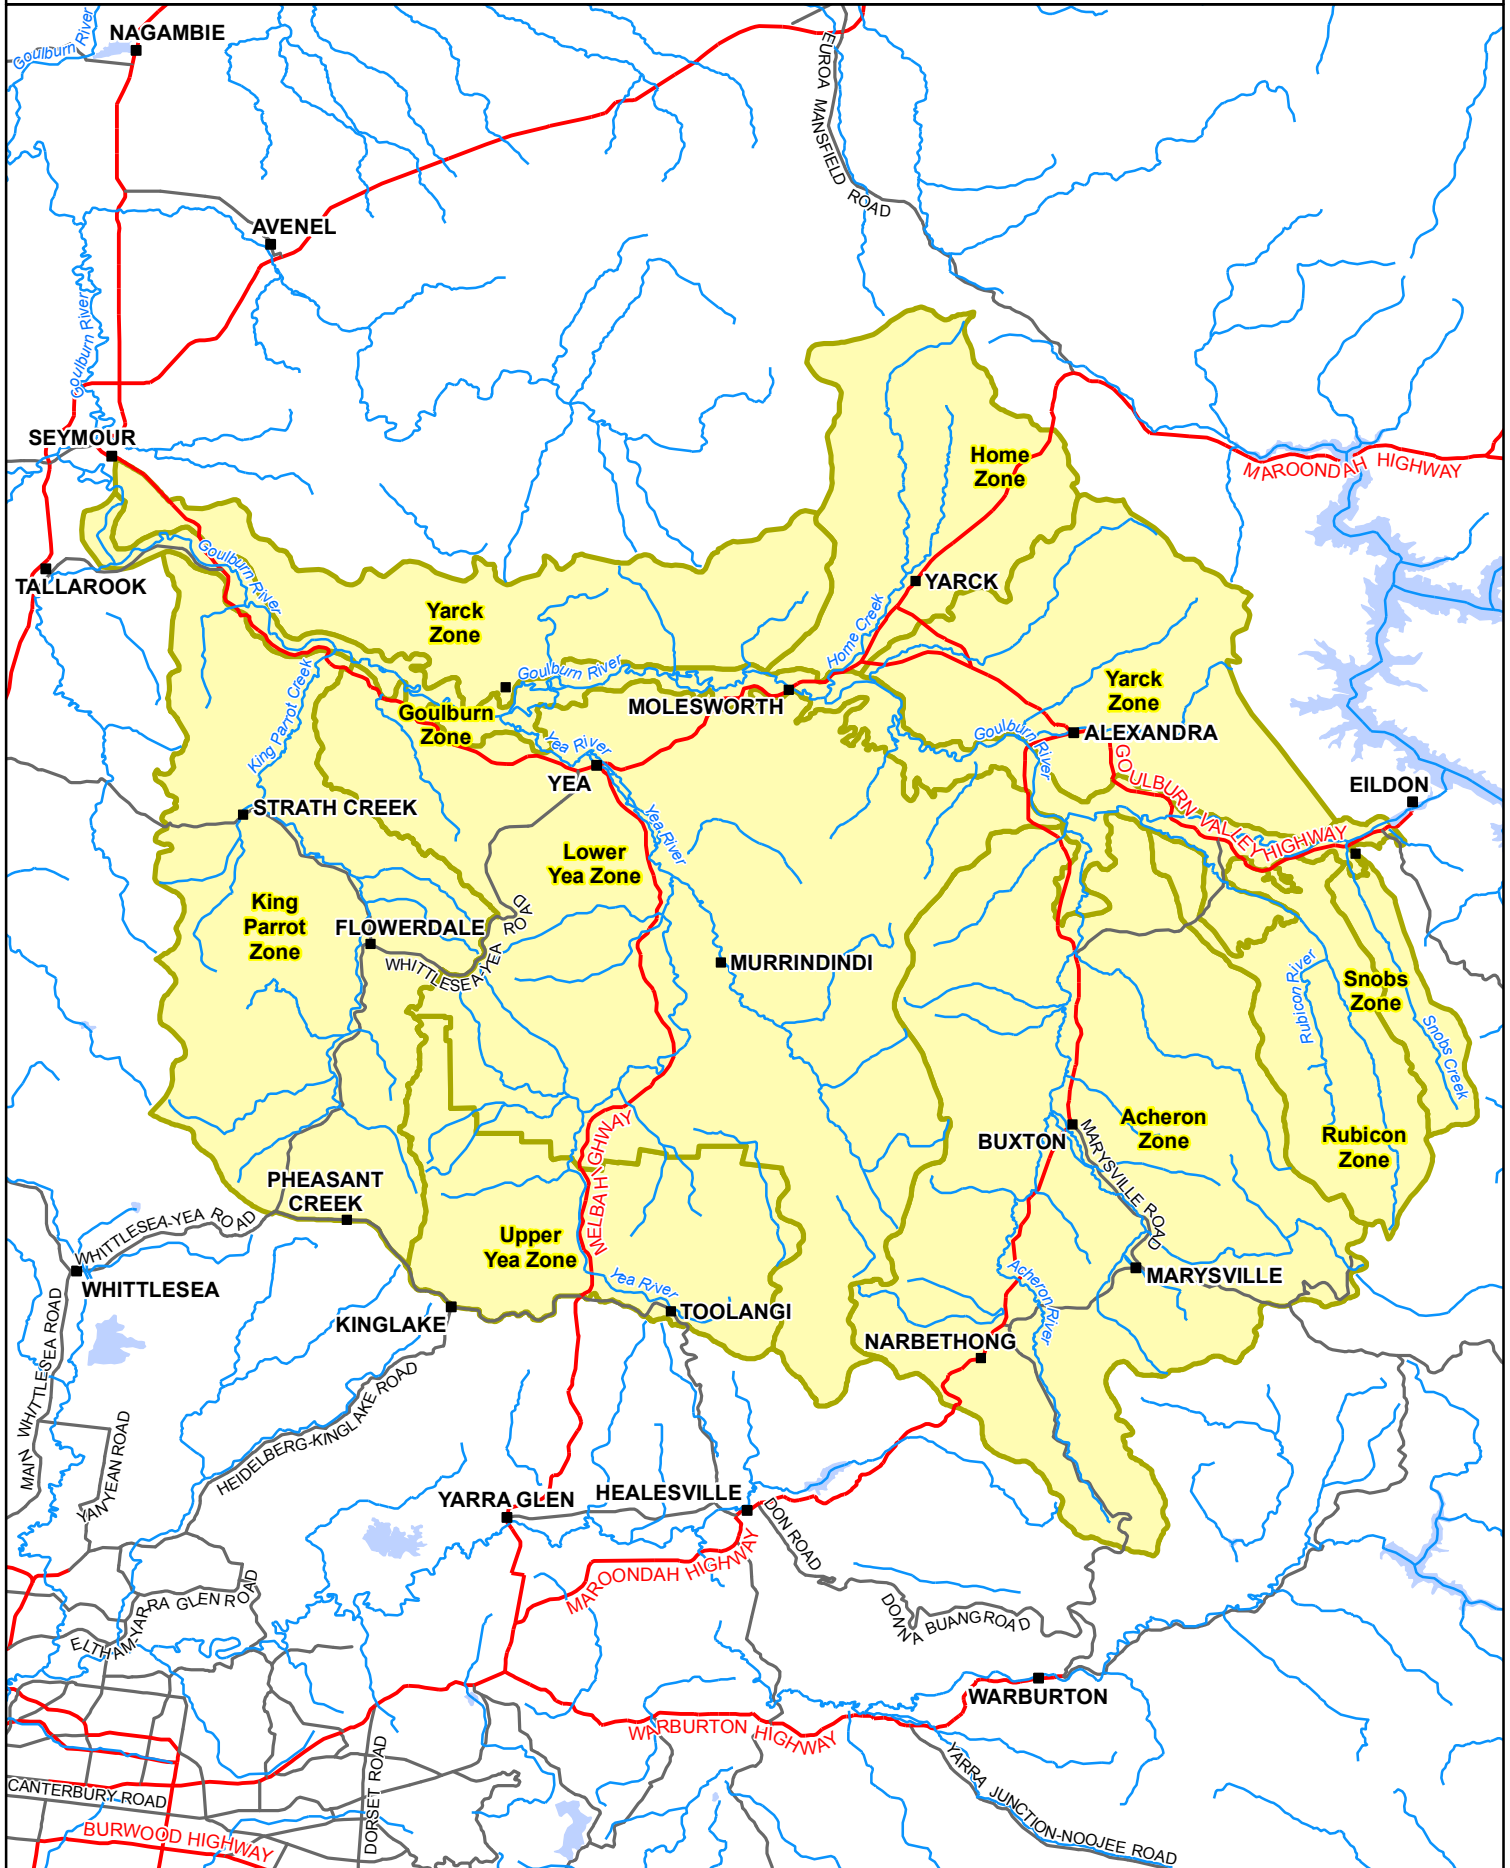 NAGAMBIE
Goulburn River
EUROA MANSFIELD ROAD
AVENEL
Goulburn River
SEYMOUR
MAROONDAH HIGHWAY
Home
Zone
TALLAROOK
Goulburn River
YARCK
Yarck
Zone
Home Creek
King Parrot Creek
Goulburn River
MOLESWORTH
Yarck
Zone
Goulburn
Zone
Goulburn River
ALEXANDRA
Yea River
YEA
GOULBURN VALLEY HIGHWAY
EILDON
STRATH CREEK
Yea River
Lower
Yea Zone
King
Parrot
Zone
FLOWERDALE
WHITTLESEA-YEA ROAD
MURRINDINDI
Rubicon River
Snobs
Zone
Snobs Creek
Acheron
Zone
BUXTON
MARYSVILLE ROAD
Rubicon
Zone
MELBA HIGHWAY
PHEASANT
CREEK
WHITTLESEA-YEA ROAD
Upper
Yea Zone
WHITTLESEA
Yea River
TOOLANGI
Acheron River
MARYSVILLE
KINGLAKE
NARBETHONG
MAIN WHITTLESEA ROAD
HEIDELBERG-KINGLAKE ROAD
YAN YEAN ROAD
YARRA GLEN
HEALESVILLE
DON ROAD
MAROONDAH HIGHWAY
ELTHAM-YARRA GLEN ROAD
DONNA BUANG ROAD
WARBURTON
WARBURTON HIGHWAY
DORSET ROAD
YARRA JUNCTION-NOOJEE ROAD
CANTERBURY ROAD
BURWOOD HIGHWAY